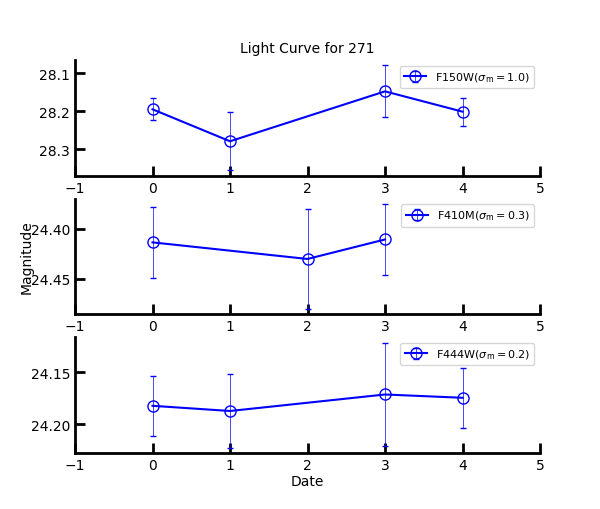 Light Curve for 271
28.1
28.2
28.3
F150W(σm = 1.0)
−1 0 1 2 3 4 5
Magnitude
24.40
24.45
F410M(σm = 0.3)
−1 0 1 2 3 4 5
24.15
24.20
F444W(σm = 0.2)
−1 0 1 2 3 4 5
Date